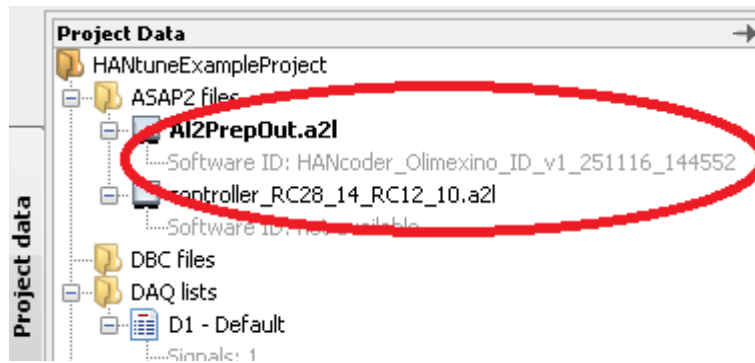 Project Data
HANtuneExampleProject
ASAP2 files
AI2PrepOut.a2l
Software ID: HANcoder_Olimexino_ID_v1_251116_144552
controller_RC28_14_RC12_10.a2l
Software ID: not available
DBC files
DAQ lists
D1 - Default
Signals: 1
Project data